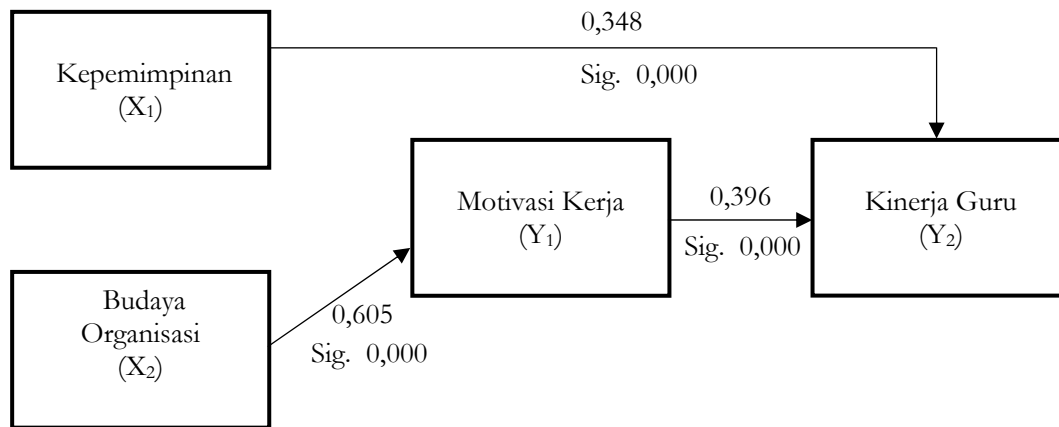 Kepemimpinan
(X₁)
0,348
Sig. 0,000
Motivasi Kerja
(Y₁)
0,396
Sig. 0,000
Kinerja Guru
(Y₂)
Budaya
Organisasi
(X₂)
0,605
Sig. 0,000